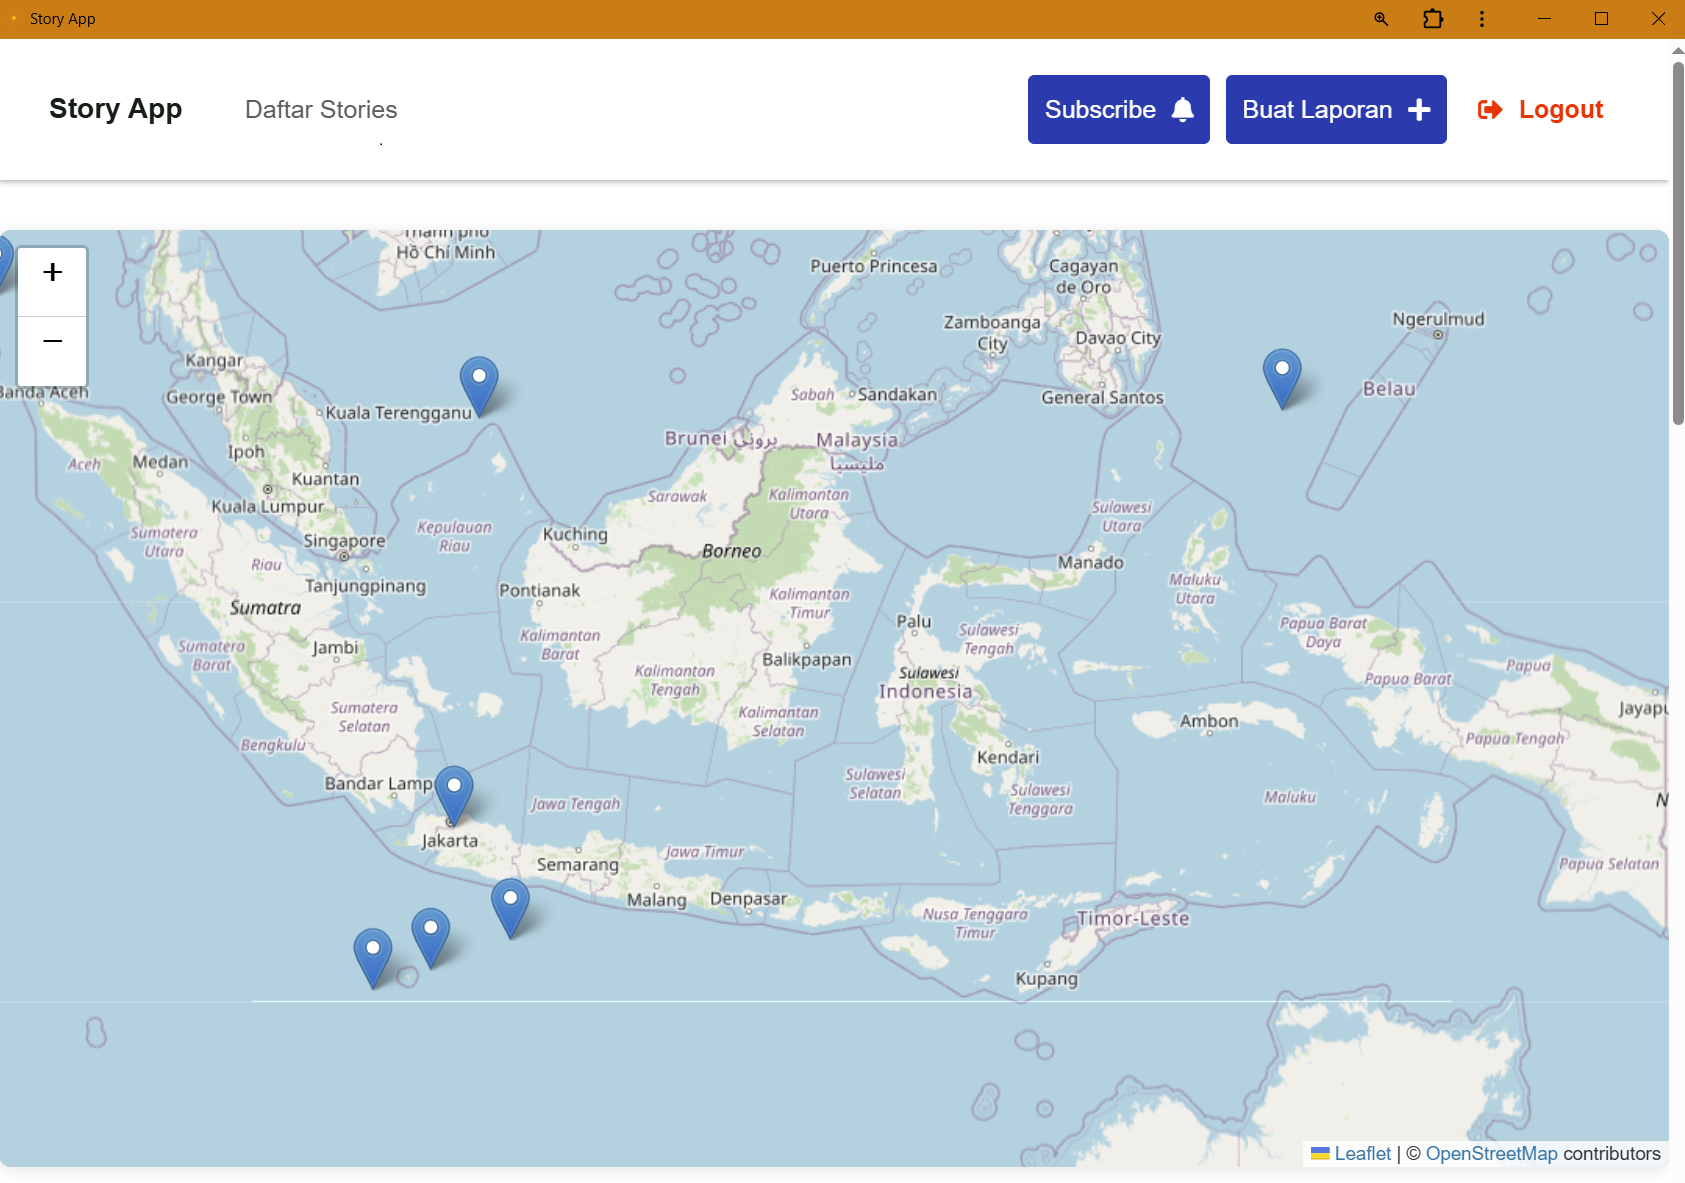 Story App
Story App
Daftar Stories
Subscribe
Buat Laporan
Logout
+
−
Thành phố
Hồ Chí Minh
Puerto Princesa
Cagayan
de Oro
Zamboanga
City
Davao City
General Santos
Ngerulmud
Belau
Kangar
Banda Aceh
George Town
Kuala Terengganu
Sabah
Sandakan
Brunei بروني
Malaysia
مليسيا
Ipoh
Aceh
Medan
Kuantan
Kuala Lumpur
Sarawak
Kalimantan
Utara
Sulawesi
Utara
Kepulauan
Riau
Kuching
Sumatera
Utara
Singapore
Borneo
Manado
Riau
Tanjungpinang
Pontianak
Maluku
Utara
Kalimantan
Timur
Sumatra
Palu
Papua Barat
Daya
Kalimantan
Barat
Sulawesi
Tengah
Sumatera
Barat
Jambi
Balikpapan
Kalimantan
Tengah
Sulawesi
Indonesia
Papua
Papua Barat
Sumatera
Selatan
Kalimantan
Selatan
Ambon
Jayapu
Bengkulu
Papua Tengah
Kendari
Bandar Lamp
Sulawesi
Selatan
Sulawesi
Tenggara
Maluku
N
Jawa Tengah
Jakarta
Semarang
Jawa Timur
Papua Selatan
Malang
Denpasar
Nusa Tenggara
Timur
Timor-Leste
Kupang
Leaflet | © OpenStreetMap contributors